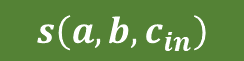 s(a, b, c_in)